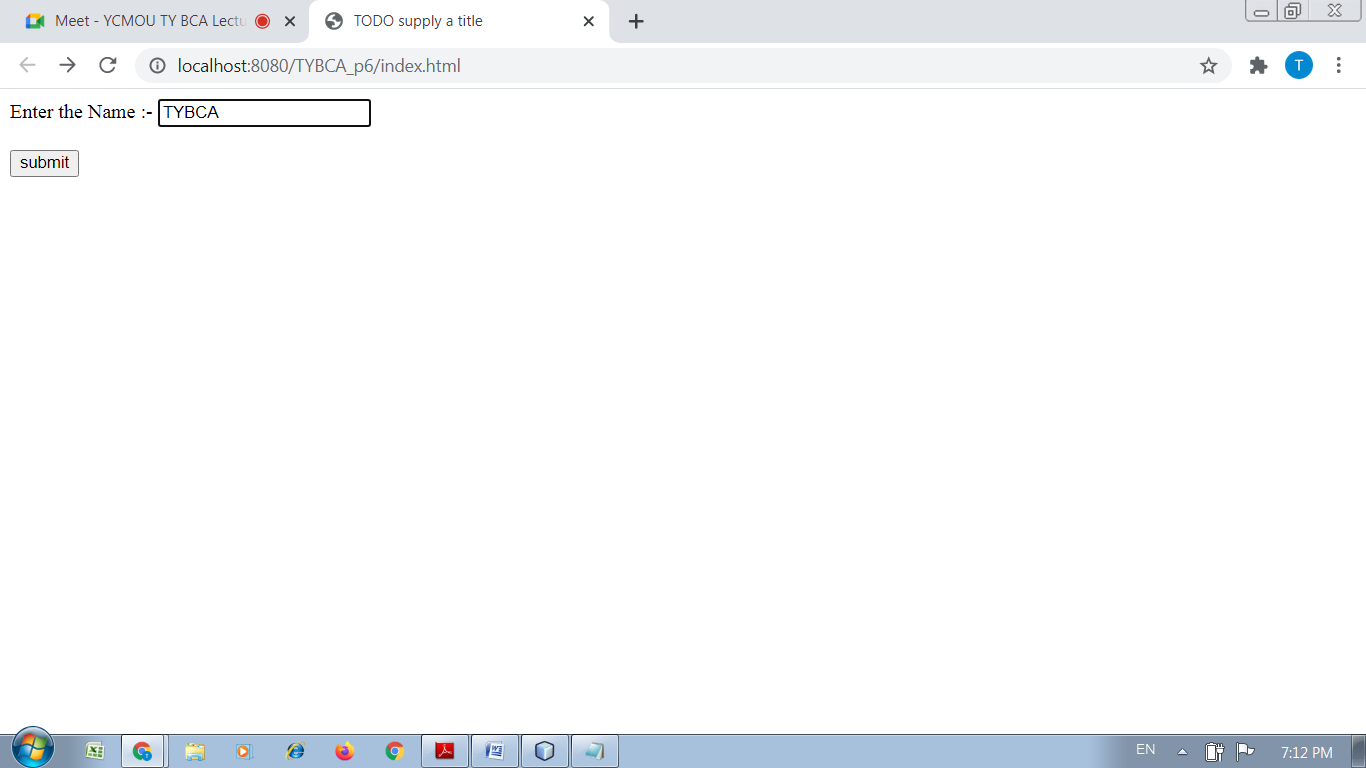 Meet - YCMOU TY BCA Lectu
TODO supply a title
localhost:8080/TYBCA_p6/index.html
T
Enter the Name :- TYBCA
submit
EN
7:12 PM